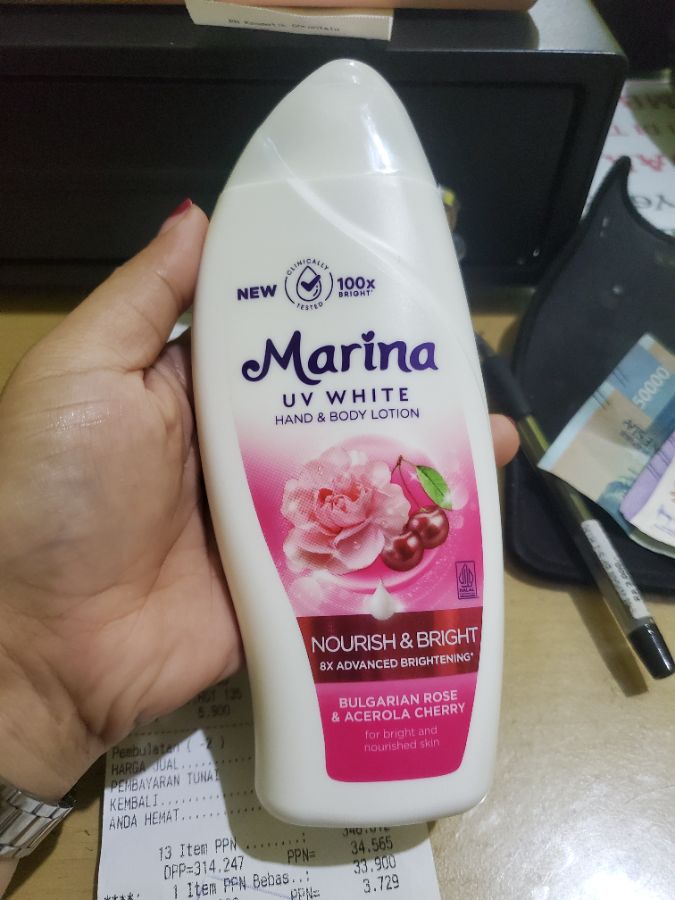 NEW
CLINICALLY
TESTED
100x
BRIGHT*
Marina
UV WHITE
HAND & BODY LOTION
HALAL
NOURISH & BRIGHT
8X ADVANCED BRIGHTENING*
BULGARIAN ROSE
& ACEROLA CHERRY
for bright and
nourished skin
50000
5.900
Pembulatan ( -2 )
HARGA JUAL...
PEMBAYARAN TUNAI
KEMBALI...........
ANDA HEMAT........
13 Item PPN .......:
34.565
DPP=314.247 PPN=
33.900
1 Item PPN Bebas..:
3.729
PPN=